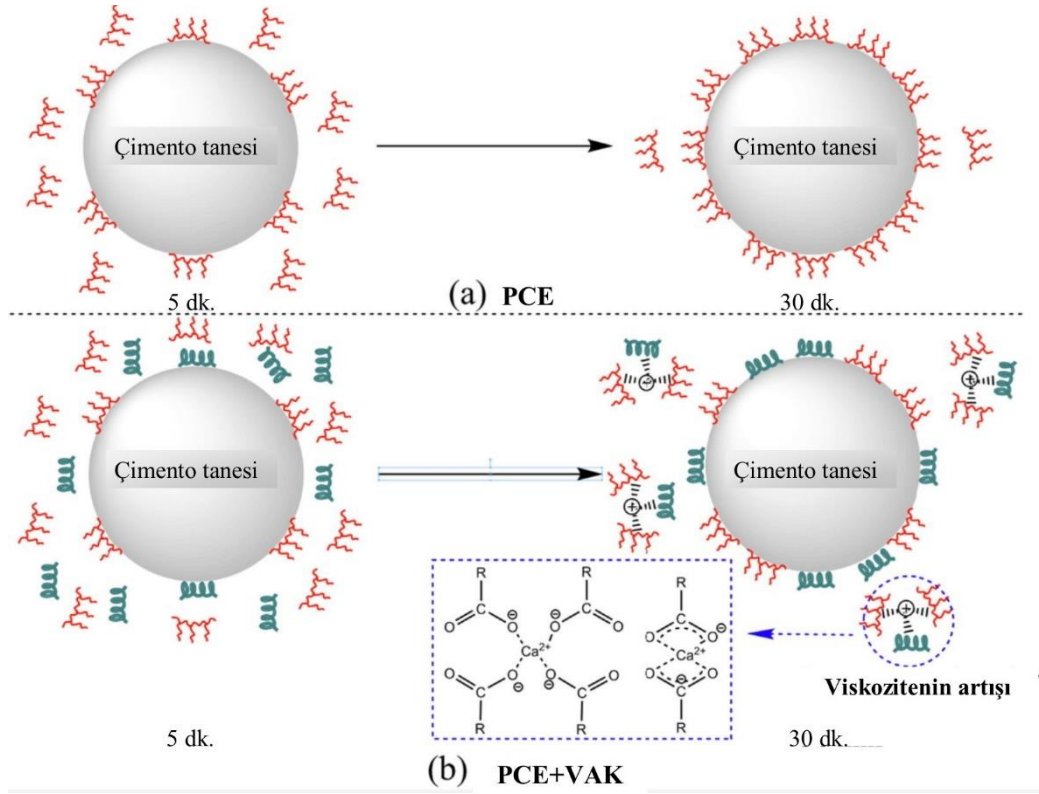 Çimento tanesi
Çimento tanesi
5 dk.
(a) PCE
30 dk.
Çimento tanesi
Çimento tanesi
R
R
R
C
C
C
O
O⊖
⊖O
O
O
O⊖
Ca²⁺
Ca²⁺
O
O⊖
⊖O
O
O
O
C
C
C
R
R
R
Viskozitenin artışı
5 dk.
30 dk.
(b) PCE+VAK